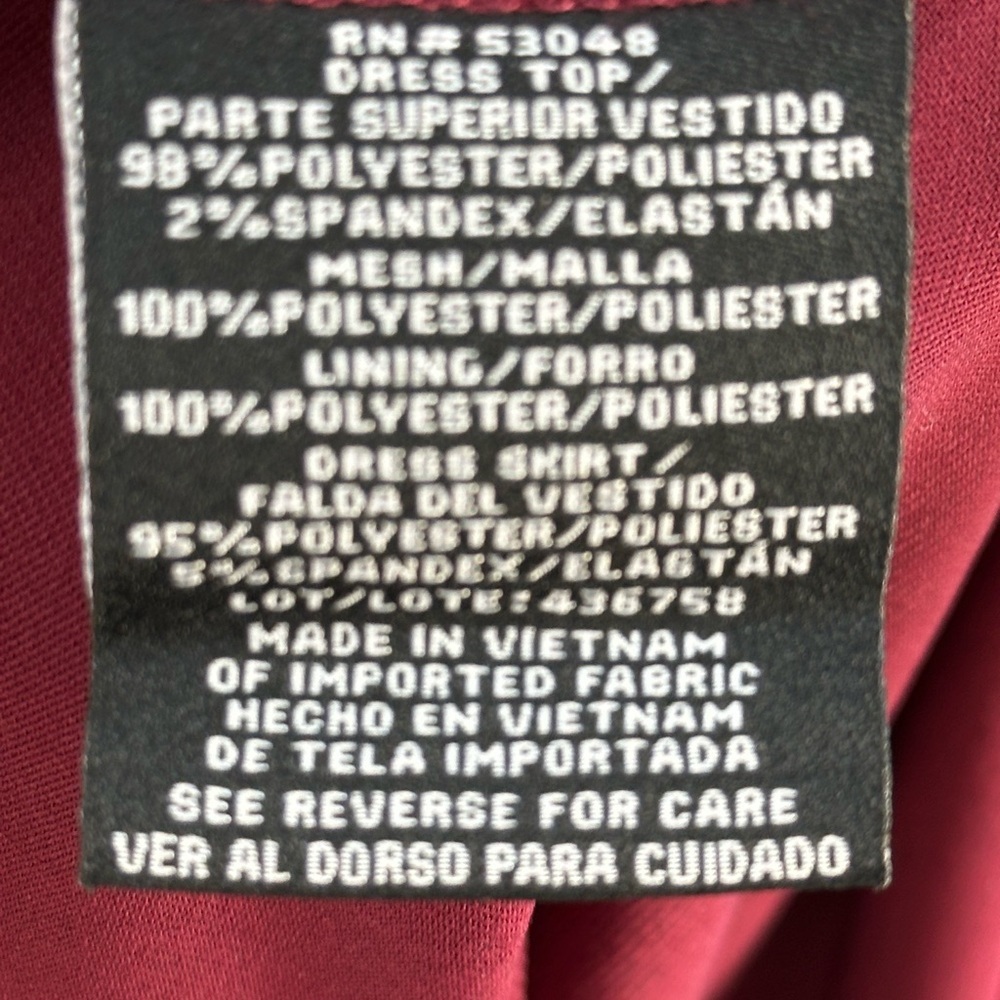 RN# 53048
DRESS TOP/
PARTE SUPERIOR VESTIDO
98%POLYESTER/POLIESTER
2%SPANDEX/ELASTÁN
MESH/MALLA
100%POLYESTER/POLIESTER
LINING/FORRO
100%POLYESTER/POLIESTER
DRESS SKIRT/
FALDA DEL VESTIDO
95%POLYESTER/POLIESTER
5%SPANDEX/ELASTÁN
LOT/LOTE:436758
MADE IN VIETNAM
OF IMPORTED FABRIC
HECHO EN VIETNAM
DE TELA IMPORTADA
SEE REVERSE FOR CARE
VER AL DORSO PARA CUIDADO